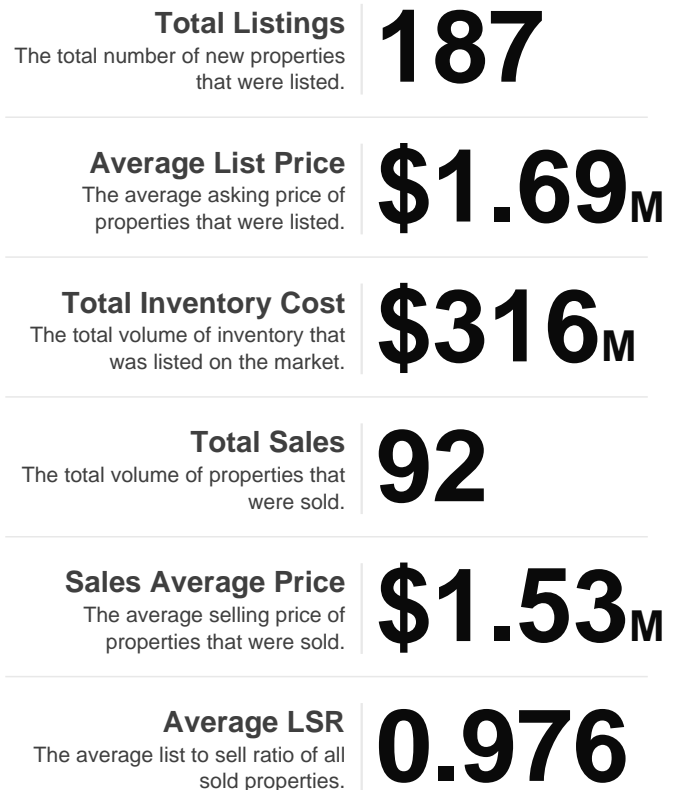 Total Listings
The total number of new properties
that were listed.
187
Average List Price
The average asking price of
properties that were listed.
$1.69M
Total Inventory Cost
The total volume of inventory that
was listed on the market.
$316M
Total Sales
The total volume of properties that
were sold.
92
Sales Average Price
The average selling price of
properties that were sold.
$1.53M
Average LSR
The average list to sell ratio of all
sold properties.
0.976